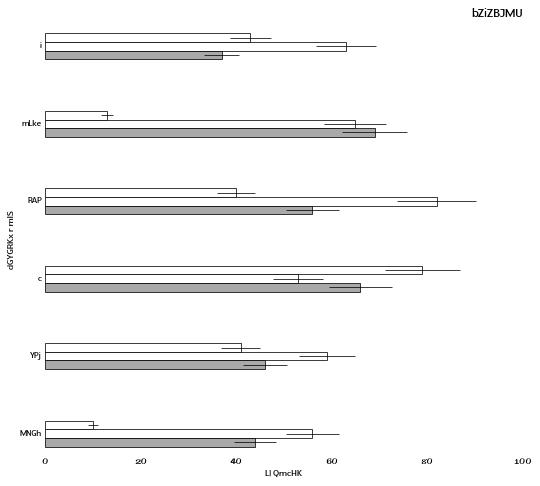 bZiZBJMU
i
mLke
RAP
c
YPj
MNGh
dGYGRKx r mIS
0 20 40 60 80 100
LI QmcHK